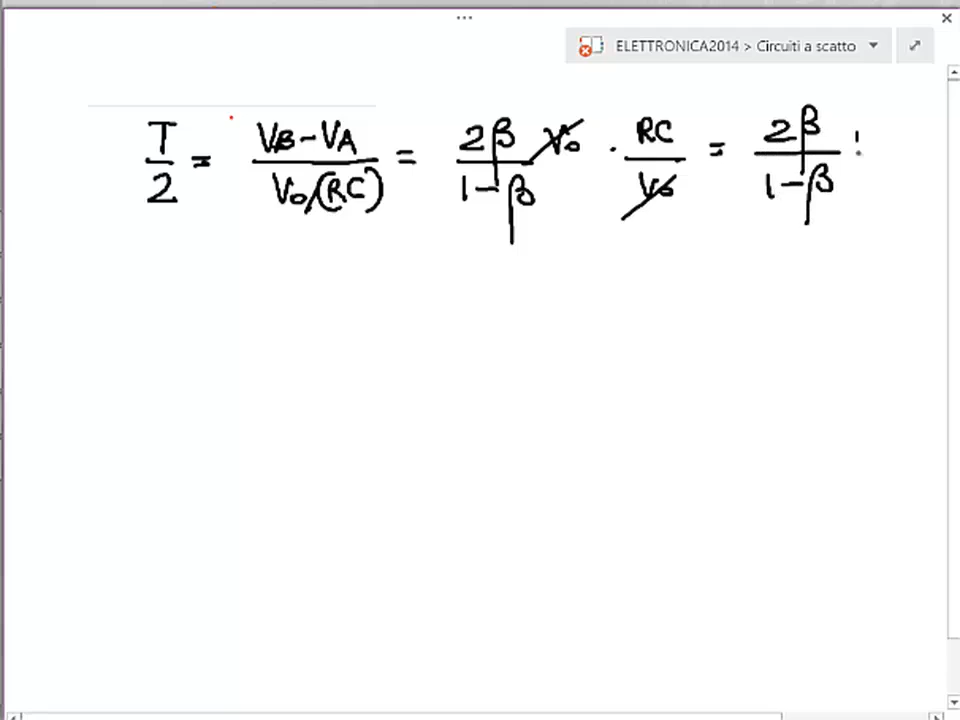 ELETTRONICA2014 > Circuiti a scatto
T/2 = (VB - VA)/(V0/(RC)) = 2β/(1-β) V0 · RC/V0 = 2β/(1-β)